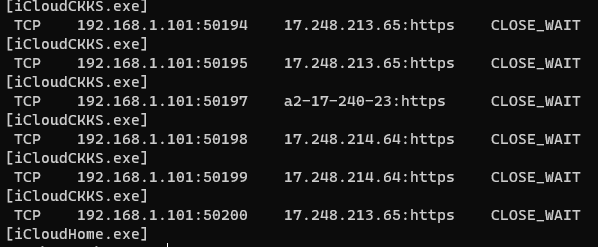 [iCloudCKKS.exe]
TCP    192.168.1.101:50194    17.248.213.65:https    CLOSE_WAIT
[iCloudCKKS.exe]
TCP    192.168.1.101:50195    17.248.213.65:https    CLOSE_WAIT
[iCloudCKKS.exe]
TCP    192.168.1.101:50197    a2-17-240-23:https    CLOSE_WAIT
[iCloudCKKS.exe]
TCP    192.168.1.101:50198    17.248.214.64:https    CLOSE_WAIT
[iCloudCKKS.exe]
TCP    192.168.1.101:50199    17.248.214.64:https    CLOSE_WAIT
[iCloudCKKS.exe]
TCP    192.168.1.101:50200    17.248.213.65:https    CLOSE_WAIT
[iCloudHome.exe]